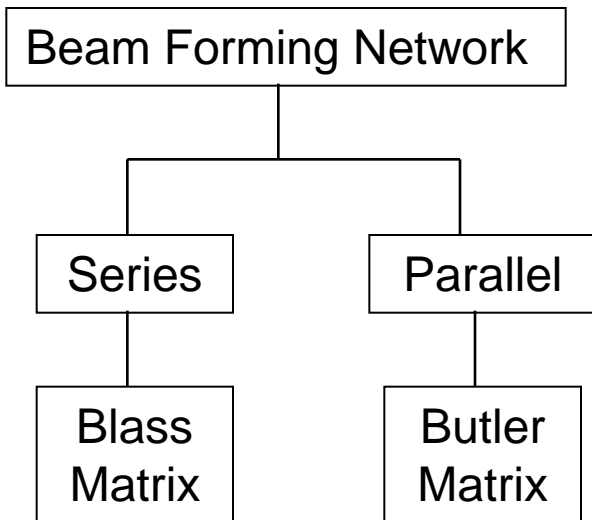 Beam Forming Network
Series
Parallel
Blass
Matrix
Butler
Matrix